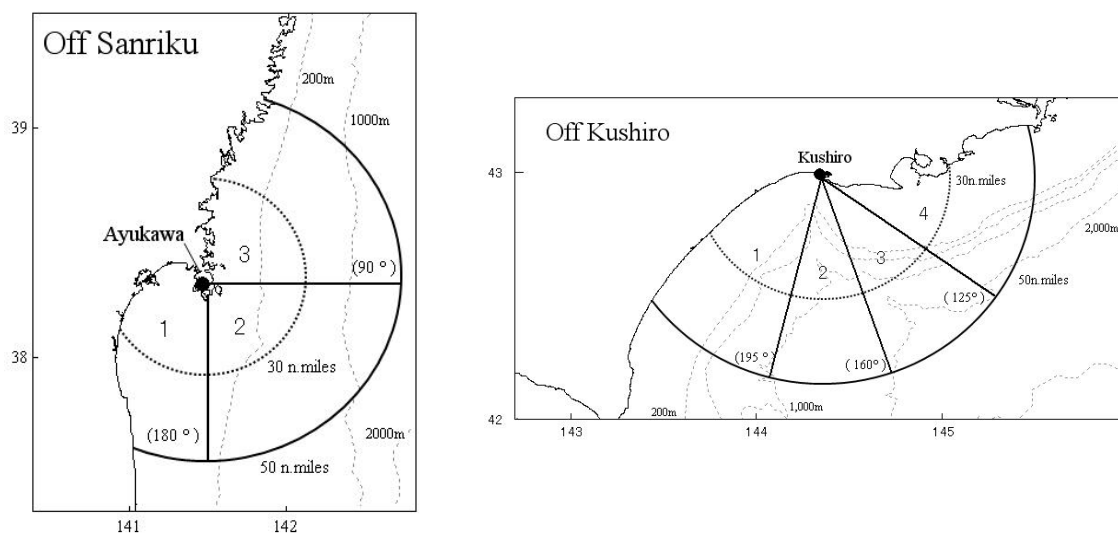 Off Sanriku
200m
1000m
39
Ayukawa
3
(90°)
1
2
38
30 n.miles
(180°)
2000m
50 n.miles
141
142
Off Kushiro
Kushiro
43
30n.miles
4
2,000m
1
3
2
50n.miles
(125°)
(195°)
(160°)
200m
1,000m
42
143
144
145